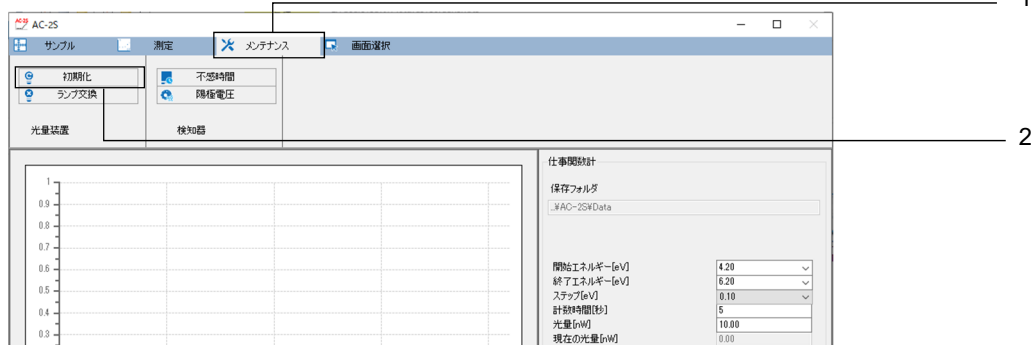 1
AC-2S
サンプル 測定 メンテナンス 画面選択
初期化 不感時間
ランプ交換 陽極電圧
光量装置 検知器
2
仕事関数計
保存フォルダ
..¥AC-2S¥Data
開始エネルギー[eV] 4.20
終了エネルギー[eV] 6.20
ステップ[eV] 0.10
計数時間[秒] 5
光量[nW] 10.00
現在の光量[nW] 0.00
1
0.9
0.8
0.7
0.6
0.5
0.4
0.3